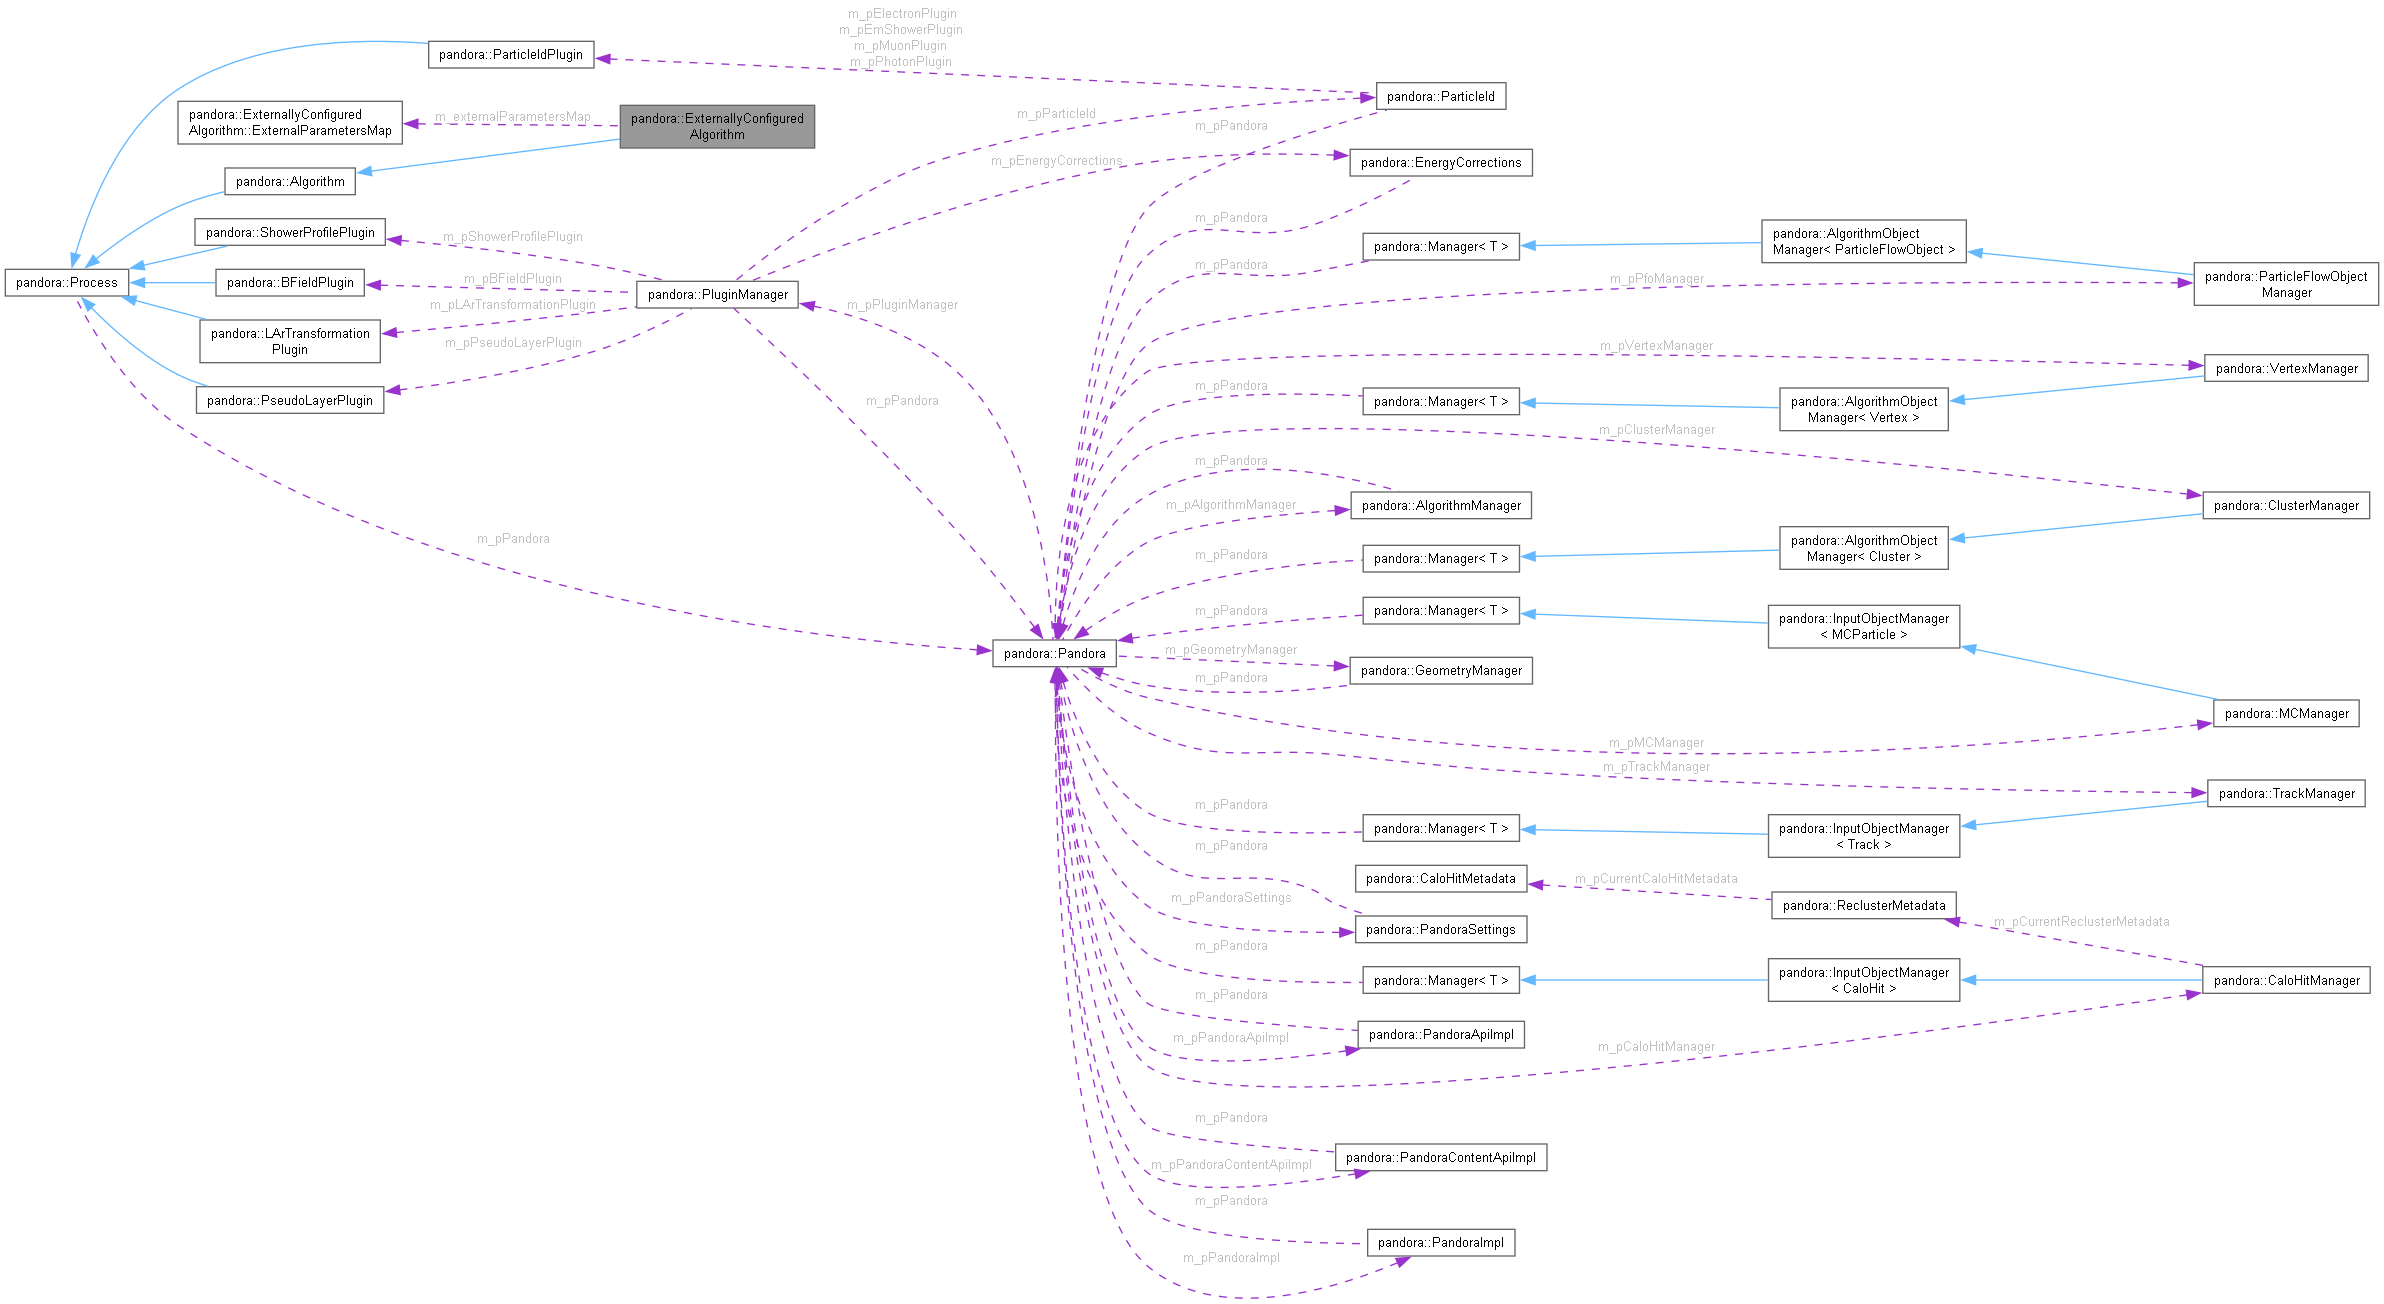 m_pElectronPlugin
m_pEmShowerPlugin
m_pMuonPlugin
m_pPhotonPlugin
pandora::ParticleIdPlugin
pandora::ParticleId
pandora::ExternallyConfigured
Algorithm::ExternalParametersMap
m_externalParametersMap
pandora::ExternallyConfigured
Algorithm
m_pParticleId
m_pPandora
m_pEnergyCorrections
pandora::EnergyCorrections
pandora::Algorithm
m_pPandora
pandora::ShowerProfilePlugin
m_pShowerProfilePlugin
pandora::Manager< T >
pandora::AlgorithmObject
Manager< ParticleFlowObject >
m_pPandora
pandora::Process
pandora::BFieldPlugin
m_pBFieldPlugin
pandora::PluginManager
m_pPfoManager
pandora::ParticleFlowObject
Manager
m_pLArTransformationPlugin
m_pPluginManager
pandora::LArTransformation
Plugin
m_pPseudoLayerPlugin
m_pVertexManager
pandora::VertexManager
pandora::PseudoLayerPlugin
m_pPandora
m_pPandora
pandora::Manager< T >
pandora::AlgorithmObject
Manager< Vertex >
m_pClusterManager
m_pPandora
m_pAlgorithmManager
pandora::AlgorithmManager
pandora::ClusterManager
m_pPandora
m_pPandora
pandora::Manager< T >
pandora::AlgorithmObject
Manager< Cluster >
m_pPandora
pandora::Manager< T >
pandora::InputObjectManager
< MCParticle >
pandora::Pandora
m_pGeometryManager
m_pPandora
pandora::GeometryManager
pandora::MCManager
m_pMCManager
m_pTrackManager
pandora::TrackManager
m_pPandora
pandora::Manager< T >
pandora::InputObjectManager
< Track >
m_pPandora
pandora::CaloHitMetadata
m_pCurrentCaloHitMetadata
pandora::ReclusterMetadata
m_pPandoraSettings
pandora::PandoraSettings
m_pCurrentReclusterMetadata
m_pPandora
pandora::Manager< T >
pandora::InputObjectManager
< CaloHit >
pandora::CaloHitManager
m_pPandora
m_pPandoraApiImpl
pandora::PandoraApiImpl
m_pCaloHitManager
m_pPandora
m_pPandoraContentApiImpl
pandora::PandoraContentApiImpl
m_pPandora
m_pPandoraImpl
pandora::PandoraImpl